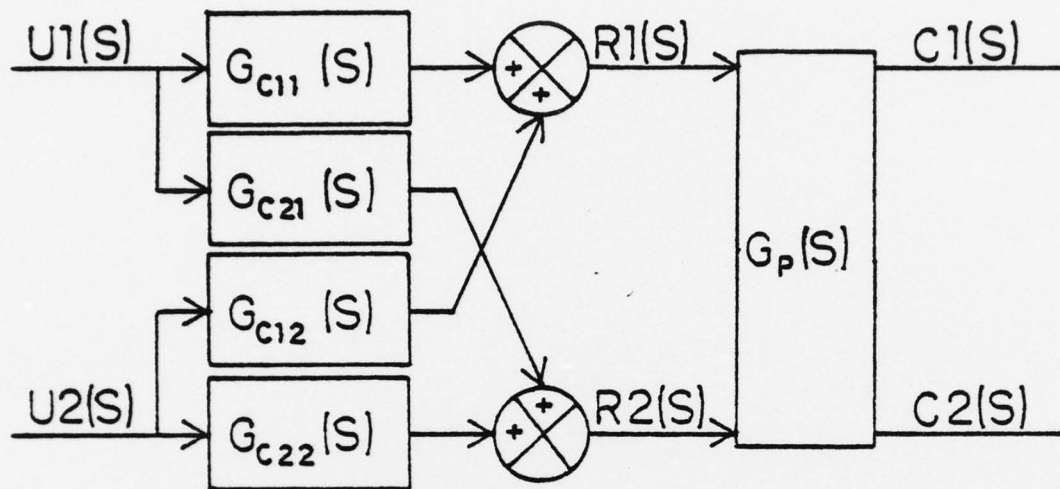 U1(S)
G_C11 (S)
+
+
R1(S)
C1(S)
G_C21 (S)
G_P(S)
G_C12 (S)
U2(S)
G_C22 (S)
+
+
R2(S)
C2(S)